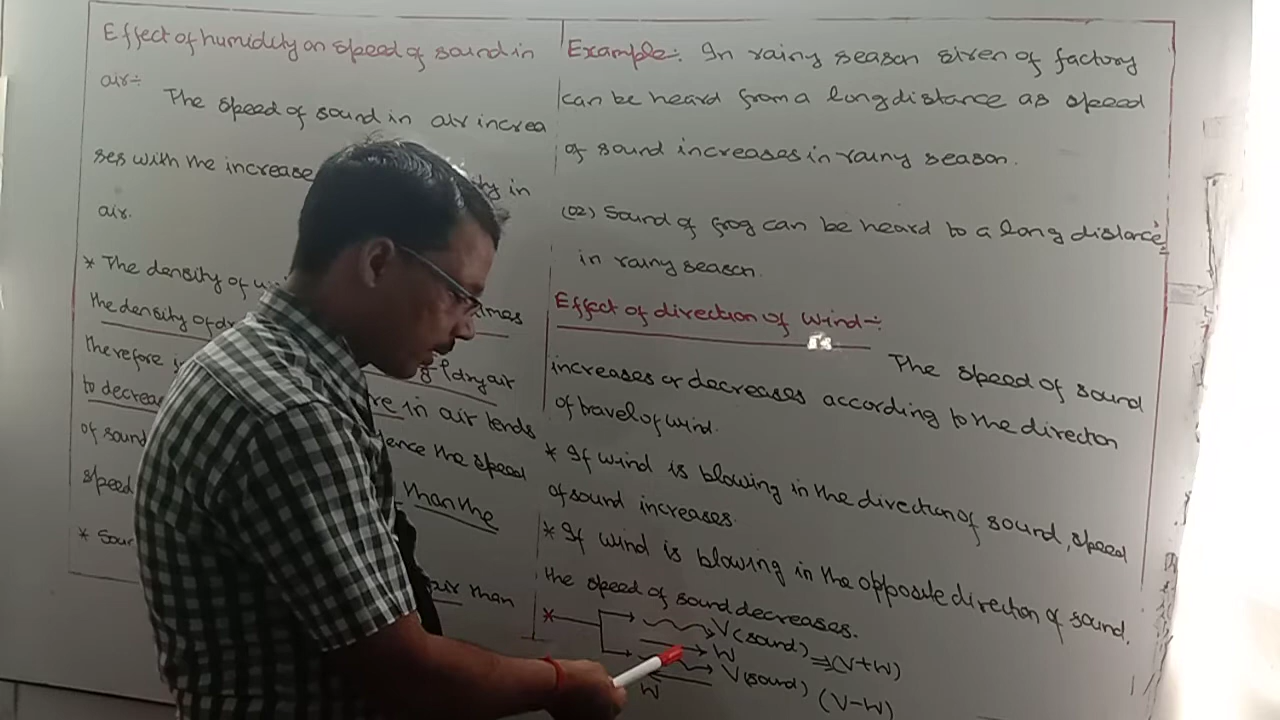 Effect of humidity on speed of sound in
air:-
The speed of sound in air increa
ses with the increase in
air.
* The density of
the density of
dry air
therefore
to decrea in air tends
of sound the speed
speed than the
* than
Example:- In rainy season siren of factory
can be heard from a long distance as speed
of sound increases in rainy season.
(02) Sound of frog can be heard to a long distance
in rainy season.
Effect of direction of wind:-
The speed of sound
increases or decreases according to the direction
of travel of wind.
* If wind is blowing in the direction of sound, speed
of sound increases.
* If wind is blowing in the opposite direction of sound.
the speed of sound decreases.
* V(sound)
W ⇒(V+W)
V(sound) (V-W)
W